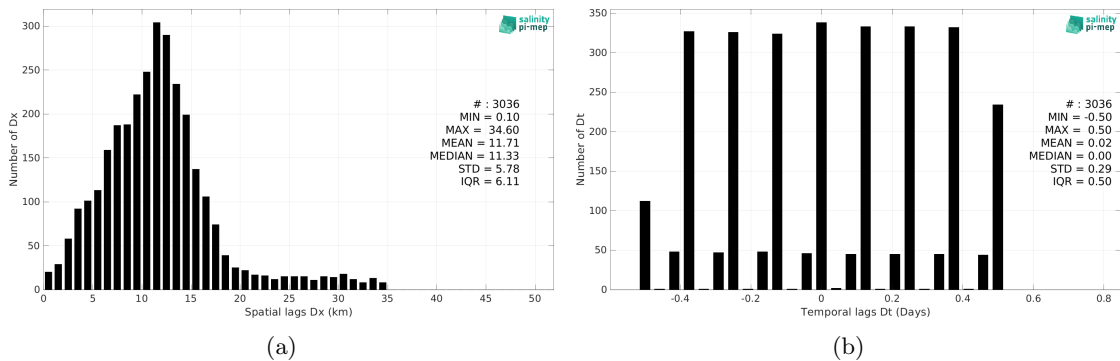 300
250
200
150
100
50
0
Number of Dx
salinity
pi-mep
# : 3036
MIN = 0.10
MAX = 34.60
MEAN = 11.71
MEDIAN = 11.33
STD = 5.78
IQR = 6.11
0 5 10 15 20 25 30 35 40 45 50
Spatial lags Dx (km)
(a)
350
300
250
200
150
100
50
0
Number of Dt
salinity
pi-mep
# : 3036
MIN = -0.50
MAX = 0.50
MEAN = 0.02
MEDIAN = 0.00
STD = 0.29
IQR = 0.50
-0.4 -0.2 0 0.2 0.4 0.6 0.8
Temporal lags Dt (Days)
(b)